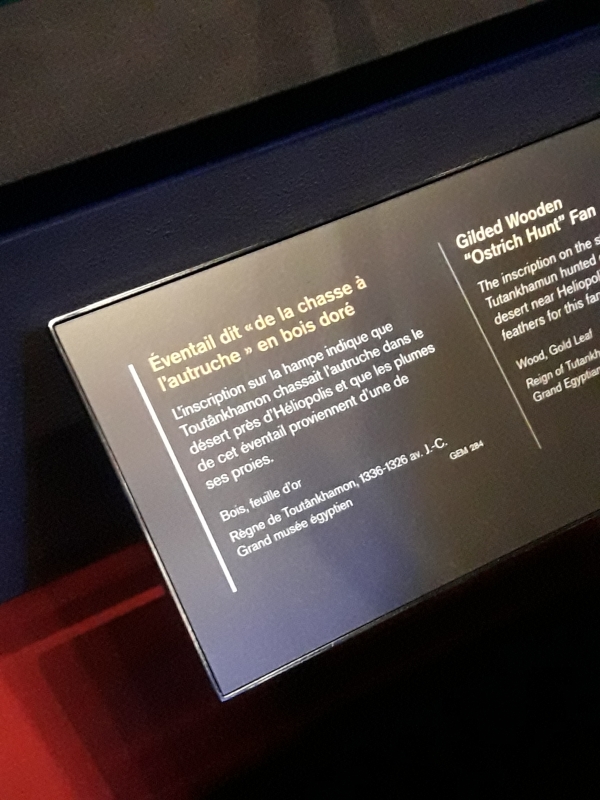 Éventail dit « de la chasse à
l'autruche » en bois doré
L'inscription sur la hampe indique que
Toutânkhamon chassait l'autruche dans le
désert près d'Héliopolis et que les plumes
de cet éventail proviennent d'une de
ses proies.
Bois, feuille d'or
Règne de Toutânkhamon, 1336-1326 av. J.-C.
Grand musée égyptien
GEM 284
Gilded Wooden
"Ostrich Hunt" Fan
The inscription on the
Tutankhamun hunted
desert near
feathers for this
Wood, Gold Leaf
Reign of
Grand